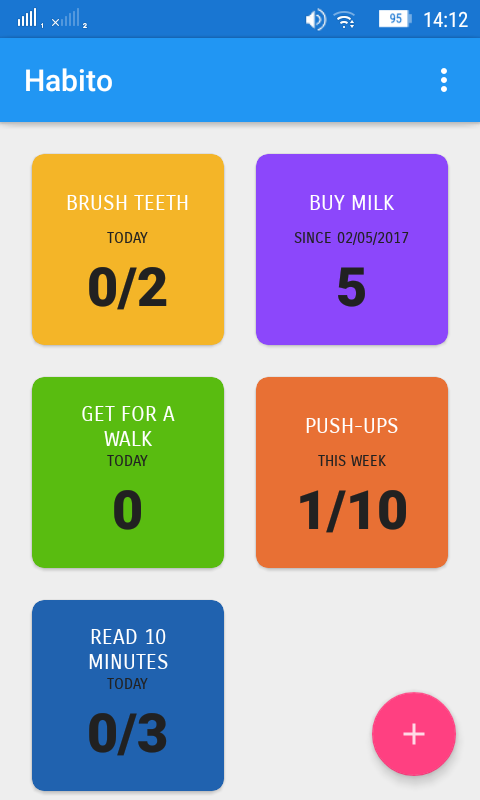 1 2 95 14:12
Habito
BRUSH TEETH
TODAY
0/2
BUY MILK
SINCE 02/05/2017
5
GET FOR A
WALK
TODAY
0
PUSH-UPS
THIS WEEK
1/10
READ 10
MINUTES
TODAY
0/3
+